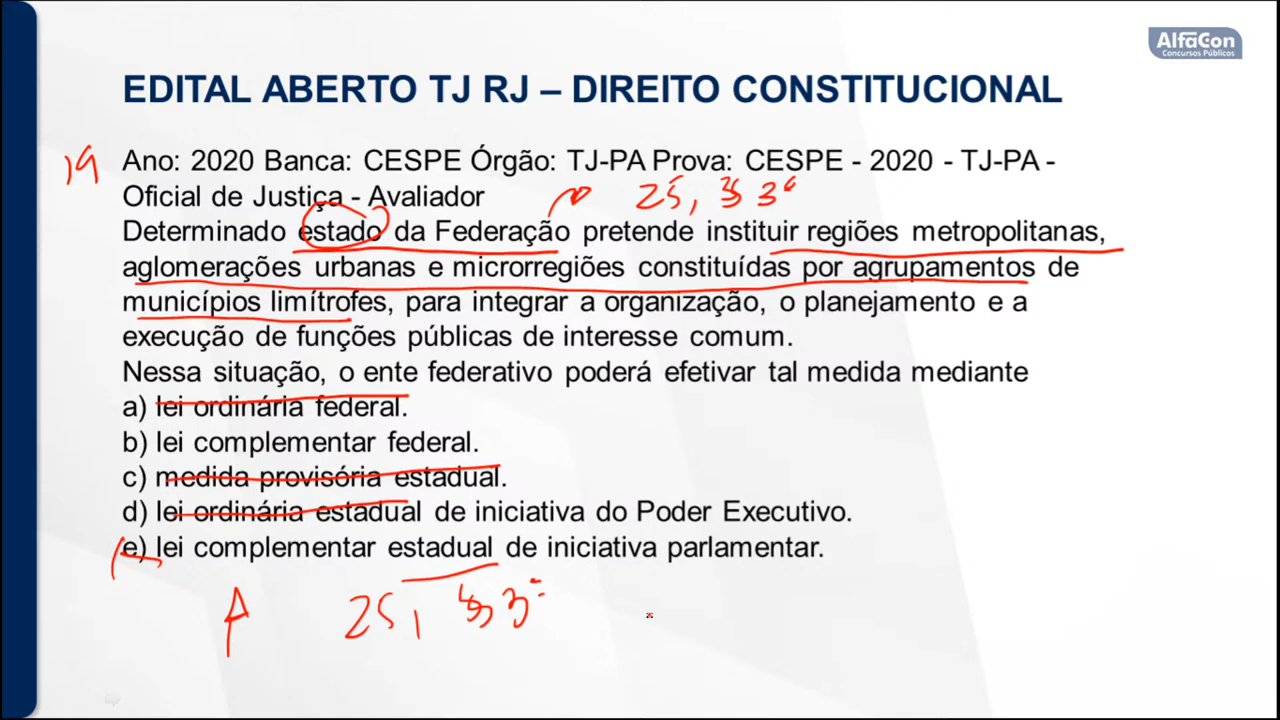 AlfaCon
Concursos Públicos
EDITAL ABERTO TJ RJ – DIREITO CONSTITUCIONAL
19
Ano: 2020 Banca: CESPE Órgão: TJ-PA Prova: CESPE - 2020 - TJ-PA -
Oficial de Justiça - Avaliador
25, § 3º
Determinado estado da Federação pretende instituir regiões metropolitanas,
aglomerações urbanas e microrregiões constituídas por agrupamentos de
municípios limítrofes, para integrar a organização, o planejamento e a
execução de funções públicas de interesse comum.
Nessa situação, o ente federativo poderá efetivar tal medida mediante
a) lei ordinária federal.
b) lei complementar federal.
c) medida provisória estadual.
d) lei ordinária estadual de iniciativa do Poder Executivo.
e) lei complementar estadual de iniciativa parlamentar.
25, § 3º